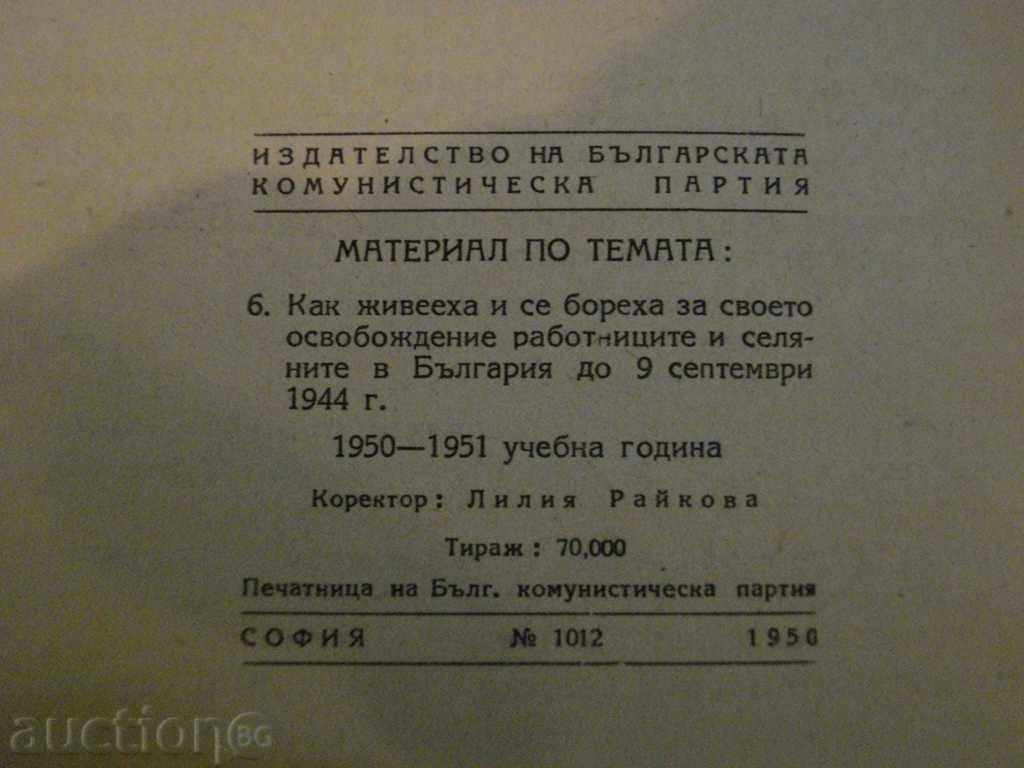 ИЗДАТЕЛСТВО НА БЪЛГАРСКАТА
КОМУНИСТИЧЕСКА ПАРТИЯ
МАТЕРИАЛ ПО ТЕМАТА:
6. Как живееха и се бореха за своето
освобождение работниците и селя-
ните в България до 9 септември
1944 г.
1950—1951 учебна година
Коректор: Лилия Райкова
Тираж: 70,000
Печатница на Бълг. комунистическа партия
СОФИЯ № 1012 1950
auction BG